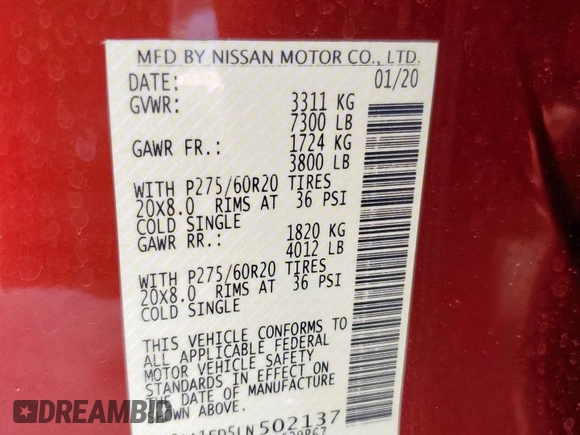 MFD BY NISSAN MOTOR CO., LTD.
DATE: 01/20
GVWR: 3311 KG
7300 LB
GAWR FR.: 1724 KG
3800 LB
WITH P275/60R20 TIRES
20X8.0 RIMS AT 36 PSI
COLD SINGLE
GAWR RR.: 1820 KG
4012 LB
WITH P275/60R20 TIRES
20X8.0 RIMS AT 36 PSI
COLD SINGLE
THIS VEHICLE CONFORMS TO
ALL APPLICABLE FEDERAL
MOTOR VEHICLE SAFETY
STANDARDS IN EFFECT ON
THE DATE OF MANUFACTURE
SHOWN ABOVE.
1ED5LN502137
DREAMBID